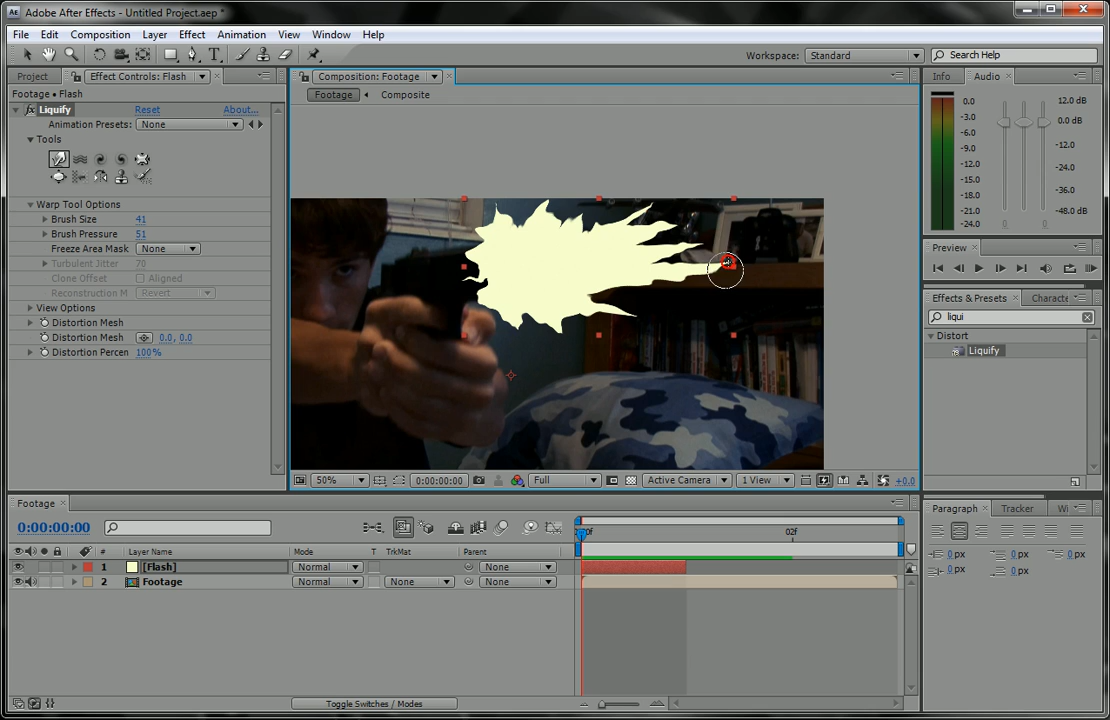 Adobe After Effects - Untitled Project.aep *
File Edit Composition Layer Effect Animation View Window Help
Workspace: Standard Search Help
Project Effect Controls: Flash
Composition: Footage
Info Audio
Footage • Flash
Footage Composite
fx Liquify Reset About...
Animation Presets: None
Tools
Warp Tool Options
Brush Size 41
Brush Pressure 51
Freeze Area Mask None
Turbulent Jitter 70
Clone Offset Aligned
Reconstruction M Revert
View Options
Distortion Mesh
Distortion Mesh 0.0, 0.0
Distortion Percen 100%
0.0 12.0 dB
-3.0 0.0 dB
-6.0
-9.0 -12.0
-12.0
-15.0 -24.0
-18.0 -36.0
-21.0 -48.0 dB
-24.0 0 0
Preview
Effects & Presets Characte
liqui
Distort
Liquify
50% 0:00:00:00 Full Active Camera 1 View +0.0
Footage
0:00:00:00
0f 02f
# Layer Name Mode T TrkMat Parent
1 [Flash] Normal None
2 Footage Normal None None
Toggle Switches / Modes
Paragraph Tracker Wi
0 px 0 px 0 px
0 px 0 px